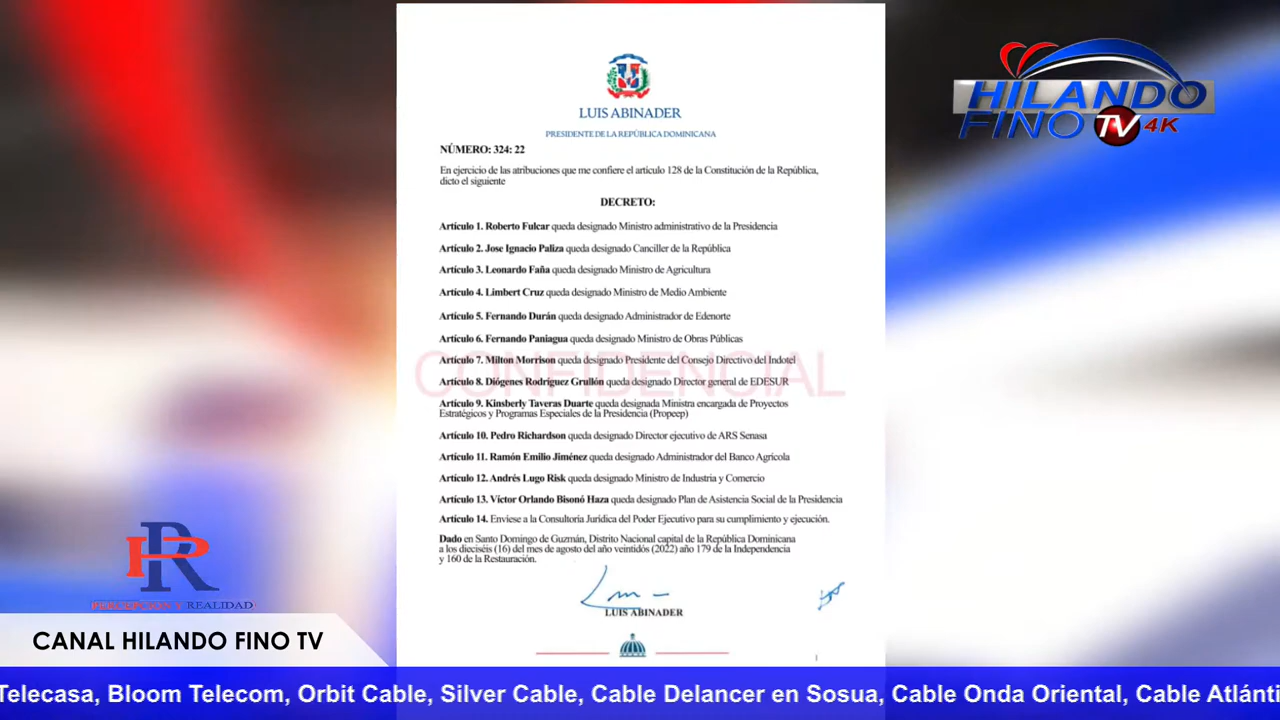 LUIS ABINADER
PRESIDENTE DE LA REPÚBLICA DOMINICANA
NÚMERO: 324: 22
En ejercicio de las atribuciones que me confiere el artículo 128 de la Constitución de la República,
dicto el siguiente
DECRETO:
Artículo 1. Roberto Fulcar queda designado Ministro administrativo de la Presidencia
Artículo 2. Jose Ignacio Paliza queda designado Canciller de la República
Artículo 3. Leonardo Faña queda designado Ministro de Agricultura
Artículo 4. Limbert Cruz queda designado Ministro de Medio Ambiente
Artículo 5. Fernando Durán queda designado Administrador de Edenorte
Artículo 6. Fernando Paniagua queda designado Ministro de Obras Públicas
Artículo 7. Milton Morrison queda designado Presidente del Consejo Directivo del Indotel
CONFIDENCIAL
Artículo 8. Diógenes Rodríguez Grullón queda designado Director general de EDESUR
Artículo 9. Kinsberly Taveras Duarte queda designada Ministra encargada de Proyectos
Estratégicos y Programas Especiales de la Presidencia (Propeep)
Artículo 10. Pedro Richardson queda designado Director ejecutivo de ARS Senasa
Artículo 11. Ramón Emilio Jiménez queda designado Administrador del Banco Agrícola
Artículo 12. Andrés Lugo Risk queda designado Ministro de Industria y Comercio
Artículo 13. Víctor Orlando Bisonó Haza queda designado Plan de Asistencia Social de la Presidencia
Artículo 14. Envíese a la Consultoría Jurídica del Poder Ejecutivo para su cumplimiento y ejecución.
Dado en Santo Domingo de Guzmán, Distrito Nacional capital de la República Dominicana
a los dieciséis (16) del mes de agosto del año veintidós (2022) año 179 de la Independencia
y 160 de la Restauración.
LUIS ABINADER
1
HILANDO
FINO TV 4K
PR
PERCEPCIÓN Y REALIDAD
CANAL HILANDO FINO TV
Telecasa, Bloom Telecom, Orbit Cable, Silver Cable, Cable Delancer en Sosua, Cable Onda Oriental, Cable Atlánti